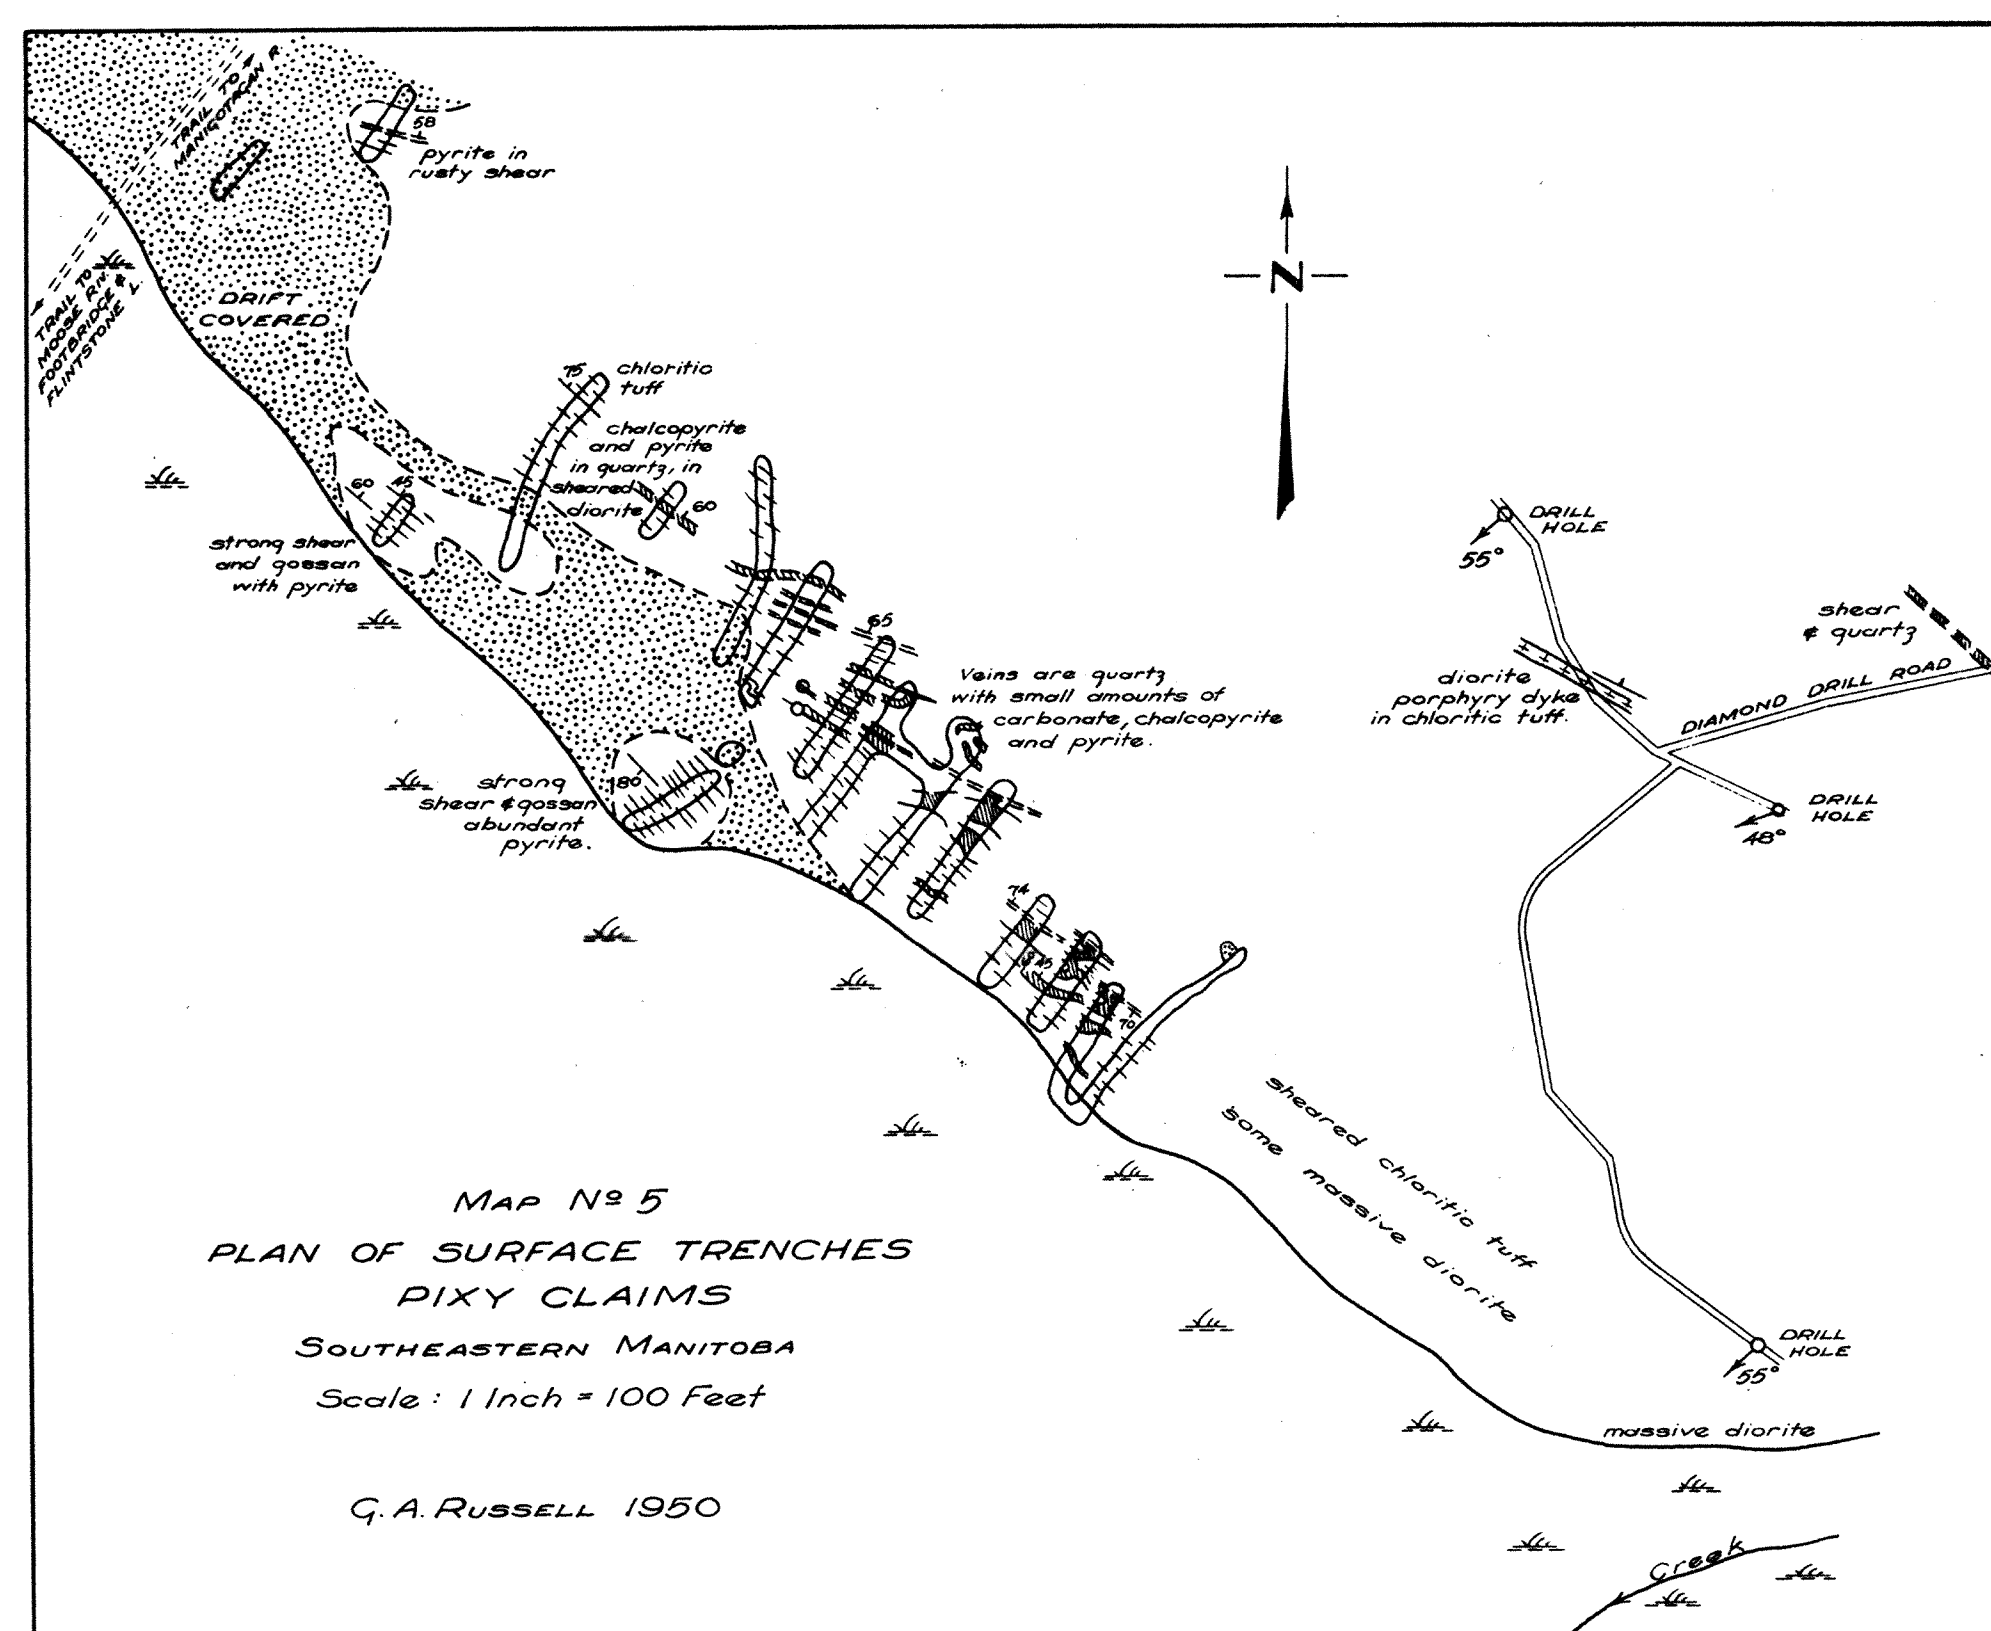 TRAIL TO
MANIGOTAGAN R.
58
pyrite in
rusty shear
TRAIL TO
MOOSE RIV.
FOOTBRIDGE &
FLINTSTONE L.
DRIFT
COVERED
N
75
chloritic
tuff
chalcopyrite
and pyrite
in quartz, in
sheared
diorite
60
60
45
strong shear
and gossan
with pyrite
DRILL
HOLE
55°
shear
& quartz
65
Veins are quartz
with small amounts of
carbonate, chalcopyrite
and pyrite.
diorite
porphyry dyke
in chloritic tuff.
DIAMOND DRILL ROAD
80
strong
shear & gossan
abundant
pyrite.
DRILL
HOLE
48°
74
45
70
sheared chloritic tuff
some massive diorite
MAP Nº 5
PLAN OF SURFACE TRENCHES
PIXY CLAIMS
SOUTHEASTERN MANITOBA
Scale : 1 Inch = 100 Feet
G. A. RUSSELL 1950
DRILL
HOLE
55°
massive diorite
Creek